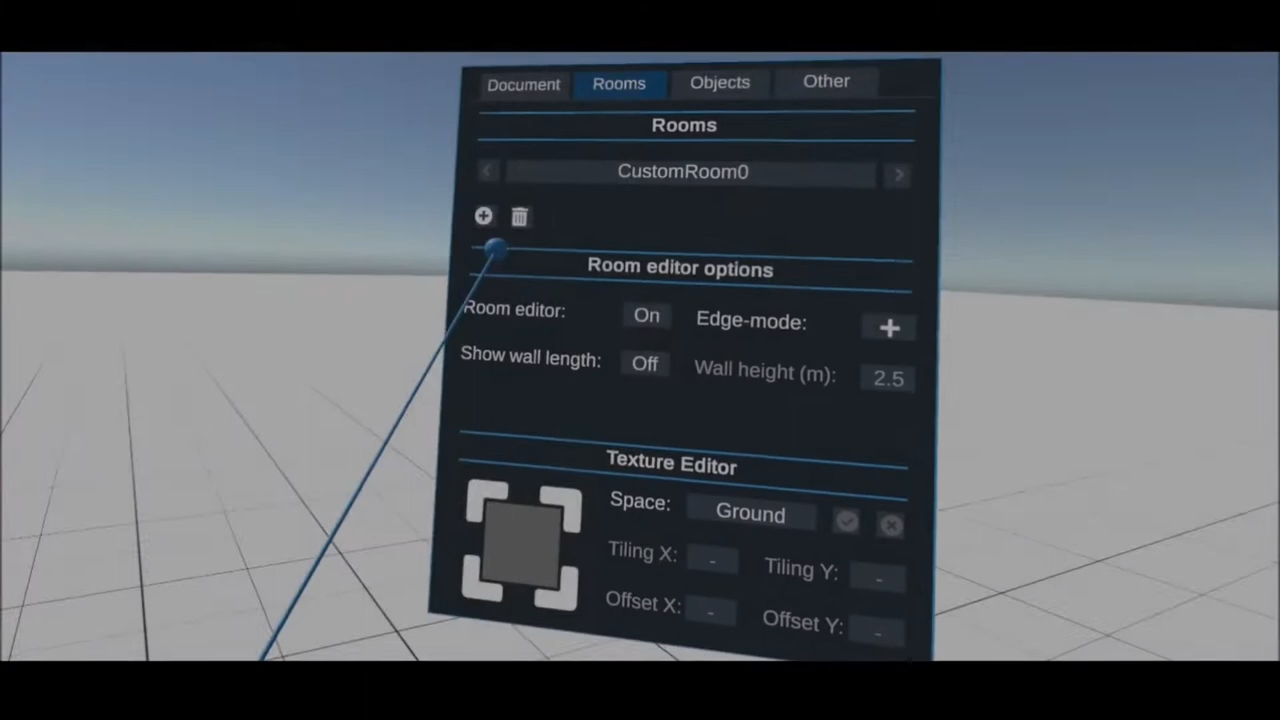 Document Rooms Objects Other
Rooms
< CustomRoom0 >
Room editor options
Room editor: On Edge-mode: +
Show wall length: Off Wall height (m): 2.5
Texture Editor
Space: Ground
Tiling X: - Tiling Y: -
Offset X: - Offset Y: -